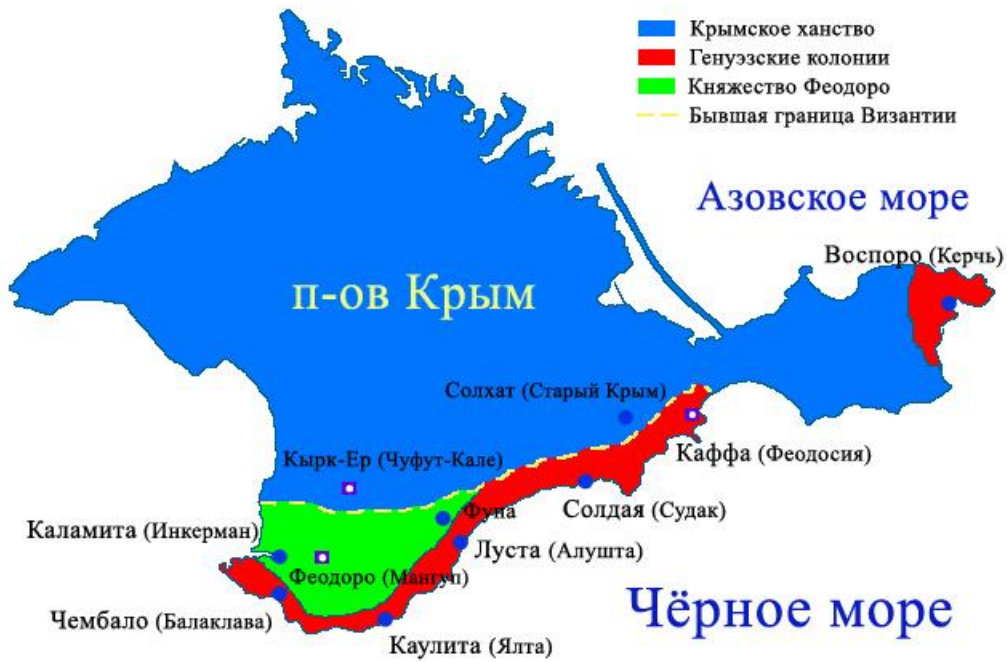 Крымское ханство
Генуэзские колонии
Княжество Феодоро
Бывшая граница Византии
Азовское море
Воспоро (Керчь)
п-ов Крым
Солхат (Старый Крым)
Каффа (Феодосия)
Кырк-Ер (Чуфут-Кале)
Солдая (Судак)
Фуна
Каламита (Инкерман)
Луста (Алушта)
Феодоро (Мангуп)
Чембало (Балаклава)
Чёрное море
Каулита (Ялта)